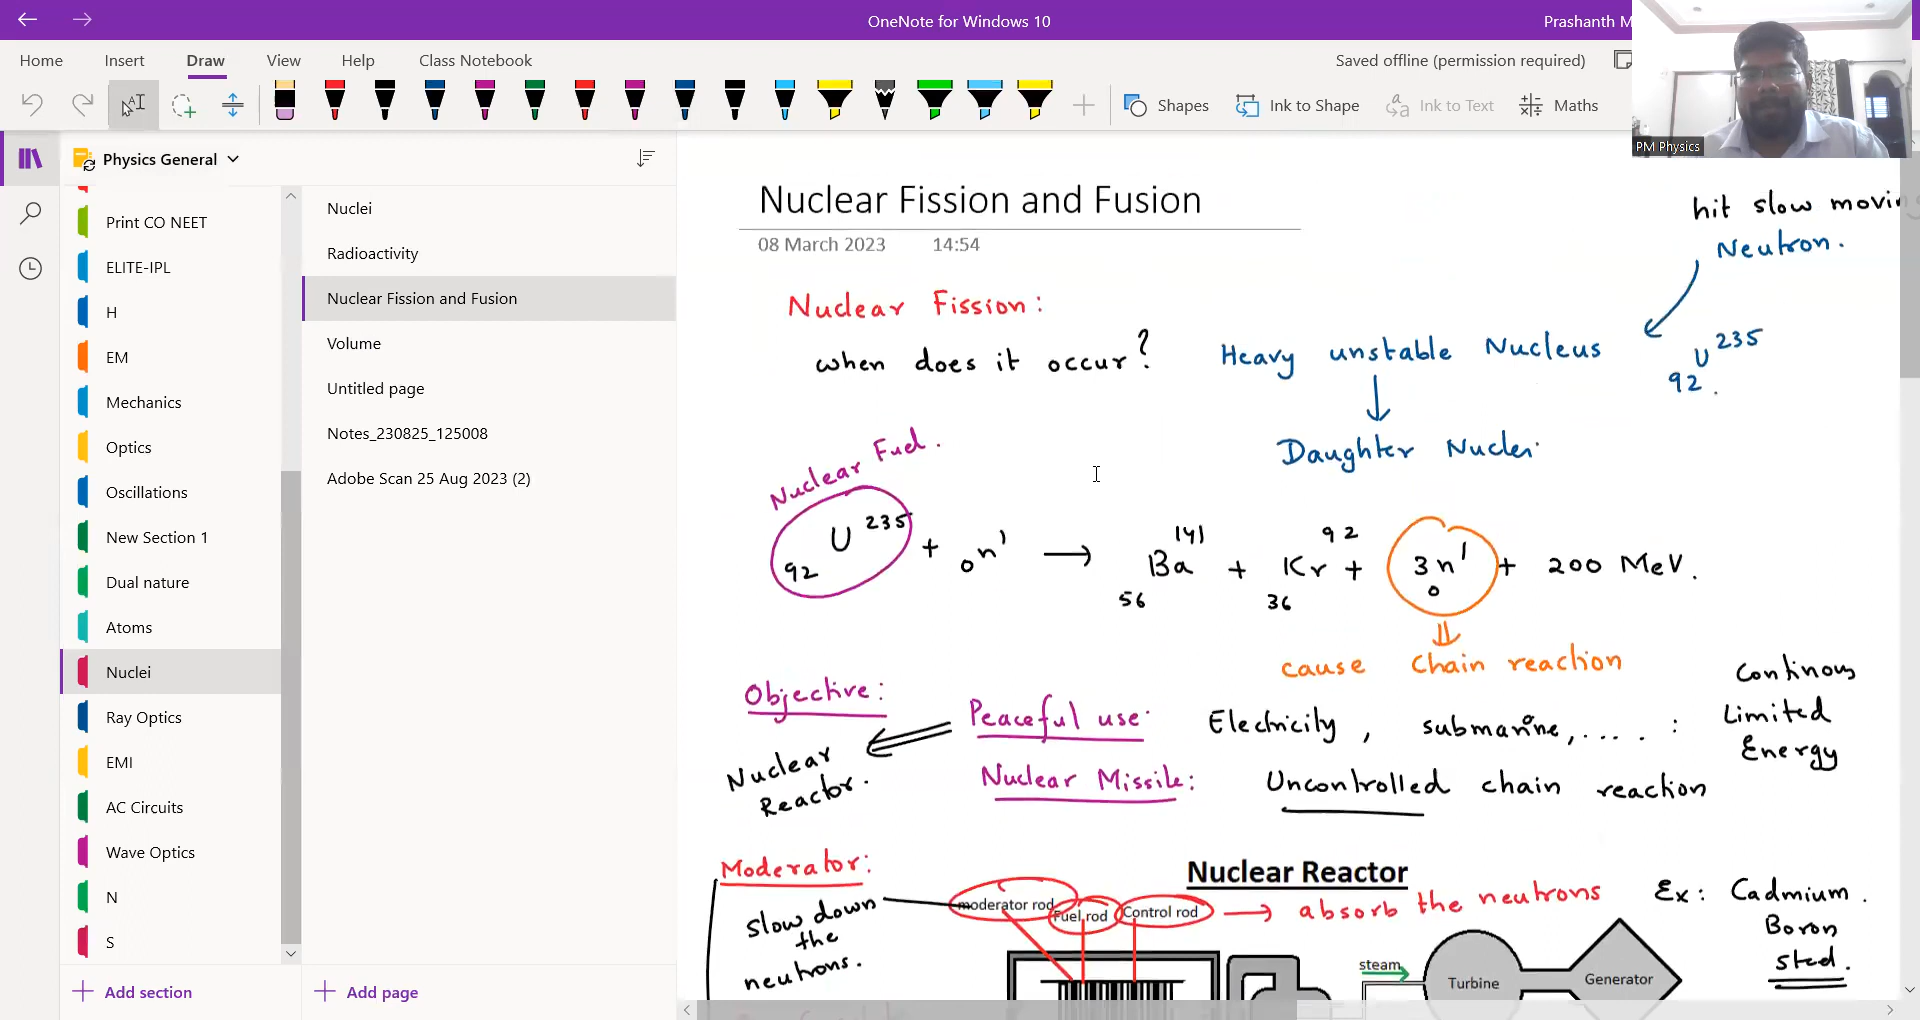 OneNote for Windows 10
Prashanth M
Home Insert Draw View Help Class Notebook
Saved offline (permission required)
Shapes Ink to Shape Ink to Text Maths
PM Physics
Physics General
Print CO NEET
ELITE-IPL
H
EM
Mechanics
Optics
Oscillations
New Section 1
Dual nature
Atoms
Nuclei
Ray Optics
EMI
AC Circuits
Wave Optics
N
S
Add section
Nuclei
Radioactivity
Nuclear Fission and Fusion
Volume
Untitled page
Notes_230825_125008
Adobe Scan 25 Aug 2023 (2)
Add page
Nuclear Fission and Fusion
08 March 2023 14:54
hit slow moving
Neutron.
Nuclear Fission:
when does it occur?
Heavy unstable Nucleus
92 U 235
Daughter Nuclei
Nuclear Fuel.
92 U 235 + 0 n 1 → 56 Ba 141 + 36 Kr 92 + 3 0 n 1 + 200 MeV.
cause chain reaction
Objective:
Nuclear
Reactor.
Peaceful use: Electricity, submarine, .... :
Continous
Limited
Energy
Nuclear Missile: Uncontrolled chain reaction
Moderator:
slow down
the
neutrons.
Nuclear Reactor
moderator rod
Fuel rod
Control rod
→ absorb the neutrons
Ex: Cadmium.
Boron
steel.
steam
Turbine
Generator